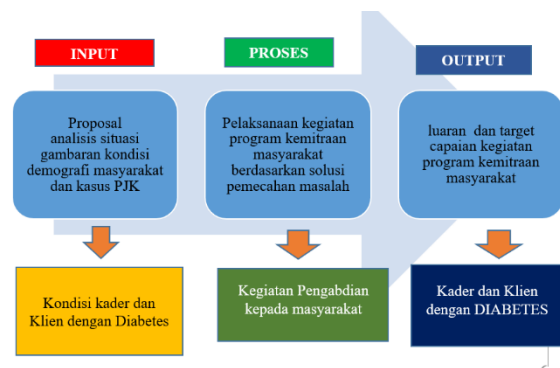 INPUT
PROSES
OUTPUT
Proposal
analisis situasi
gambaran kondisi
demografi masyarakat
dan kasus PJK
Pelaksanaan kegiatan
program kemitraan
masyarakat
berdasarkan solusi
pemecahan masalah
luaran dan target
capaian kegiatan
program kemitraan
masyarakat
Kondisi kader dan
Klien dengan Diabetes
Kegiatan Pengabdian
kepada masyarakat
Kader dan Klien
dengan DIABETES